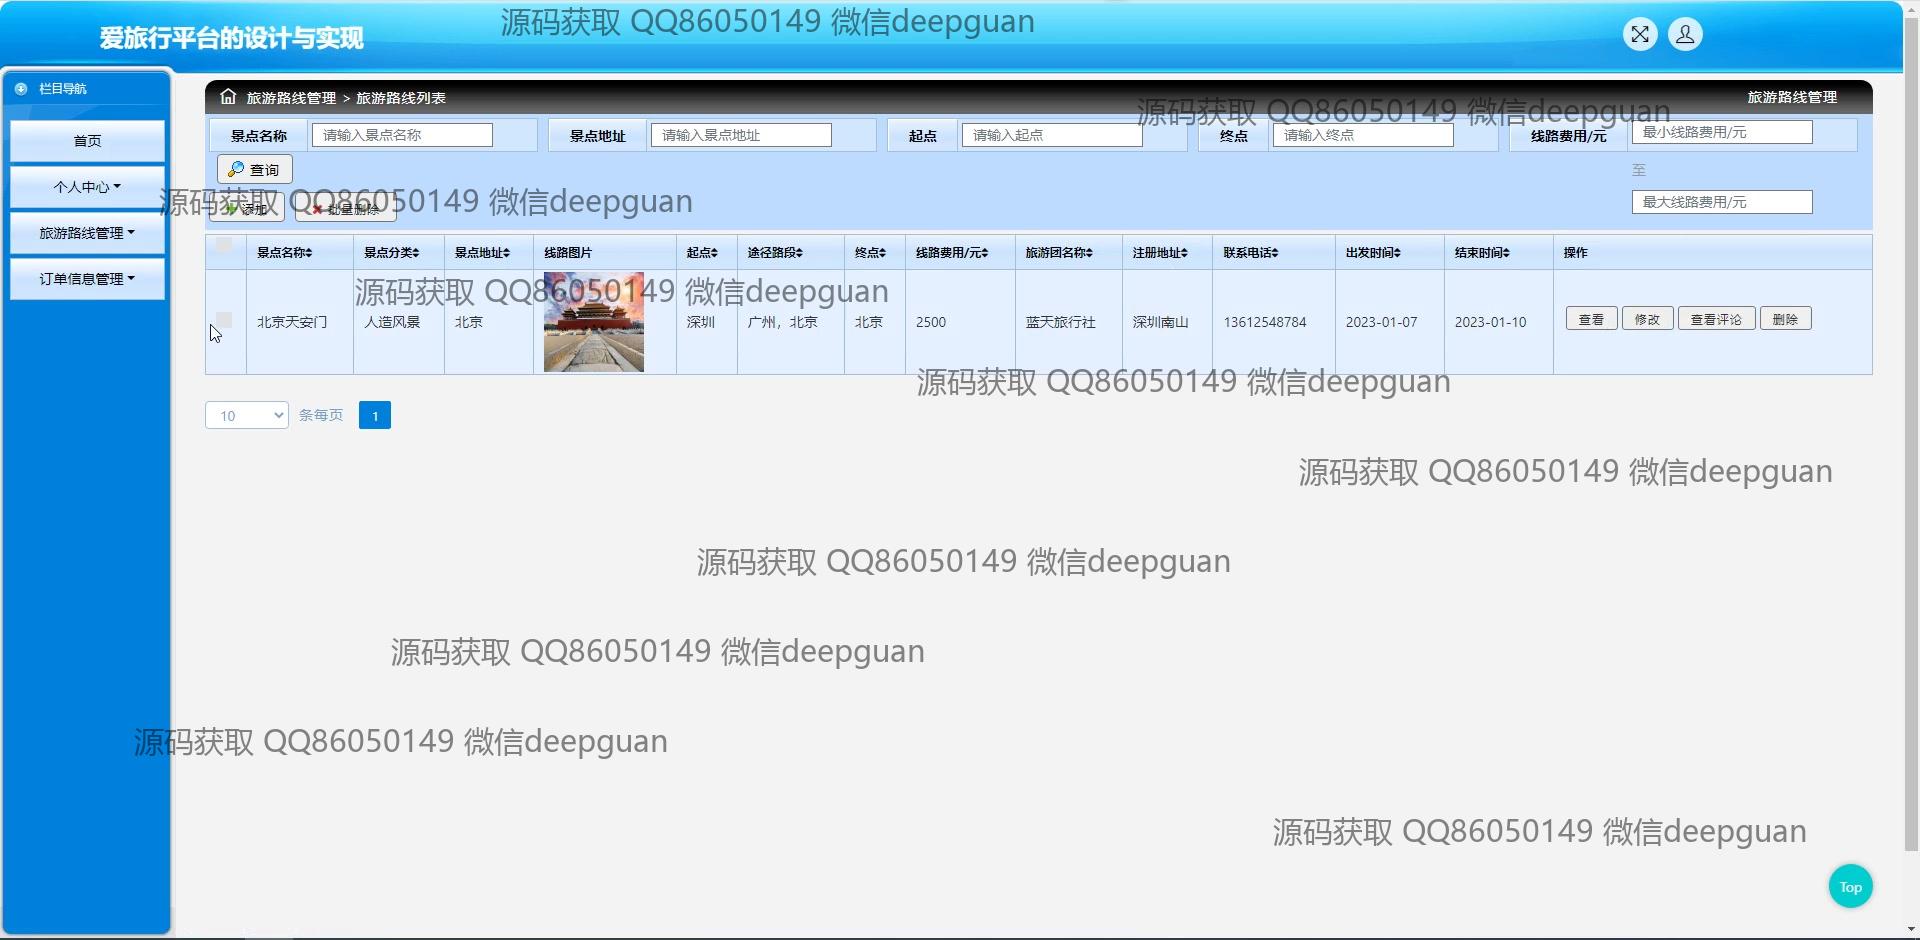 源码获取 QQ86050149 微信deepguan
爱旅行平台的设计与实现
栏目导航
首页
个人中心
旅游路线管理
订单信息管理
旅游路线管理 > 旅游路线列表
旅游路线管理
源码获取 QQ86050149 微信deepguan
景点名称 请输入景点名称 景点地址 请输入景点地址 起点 请输入起点 终点 请输入终点 线路费用/元 最小线路费用/元
查询
至
最大线路费用/元
添加 批量删除
源码获取 QQ86050149 微信deepguan
景点名称 景点分类 景点地址 线路图片 起点 途径路段 终点 线路费用/元 旅游团名称 注册地址 联系电话 出发时间 结束时间 操作
源码获取 QQ86050149 微信deepguan
北京天安门 人造风景 北京 深圳 广州，北京 北京 2500 蓝天旅行社 深圳南山 13612548784 2023-01-07 2023-01-10 查看 修改 查看评论 删除
源码获取 QQ86050149 微信deepguan
10 条每页 1
源码获取 QQ86050149 微信deepguan
源码获取 QQ86050149 微信deepguan
源码获取 QQ86050149 微信deepguan
源码获取 QQ86050149 微信deepguan
源码获取 QQ86050149 微信deepguan
Top